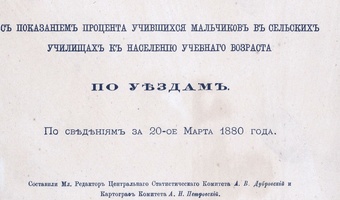 съ показаніемъ процента учившихся мальчиковъ въ сельскихъ
училищахъ къ населенію учебнаго возраста
ПО УѢЗДАМЪ.
По свѣдѣніямъ за 20-ое Марта 1880 года.
Составили Мл. Редакторъ Центральнаго Статистическаго Комитета А. В. Дубровскій и
Картографъ Комитета А. Н. Петровскій.